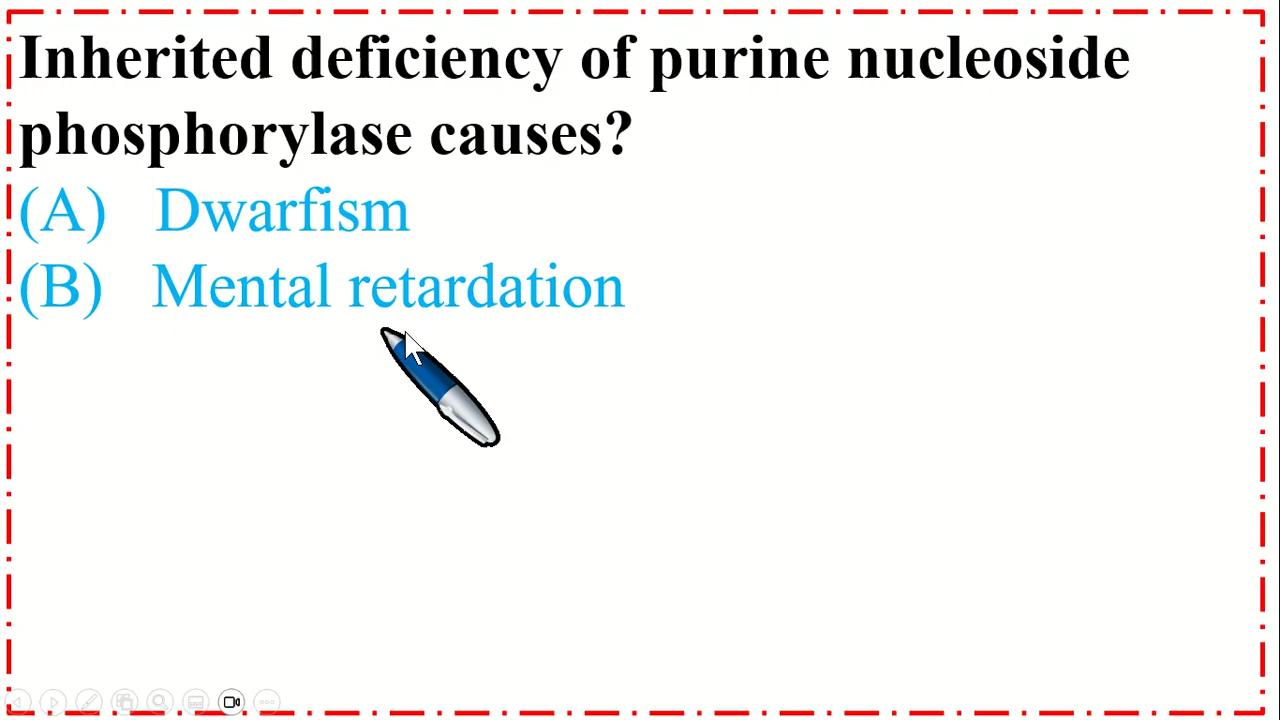 Inherited deficiency of purine nucleoside
phosphorylase causes?
(A) Dwarfism
(B) Mental retardation